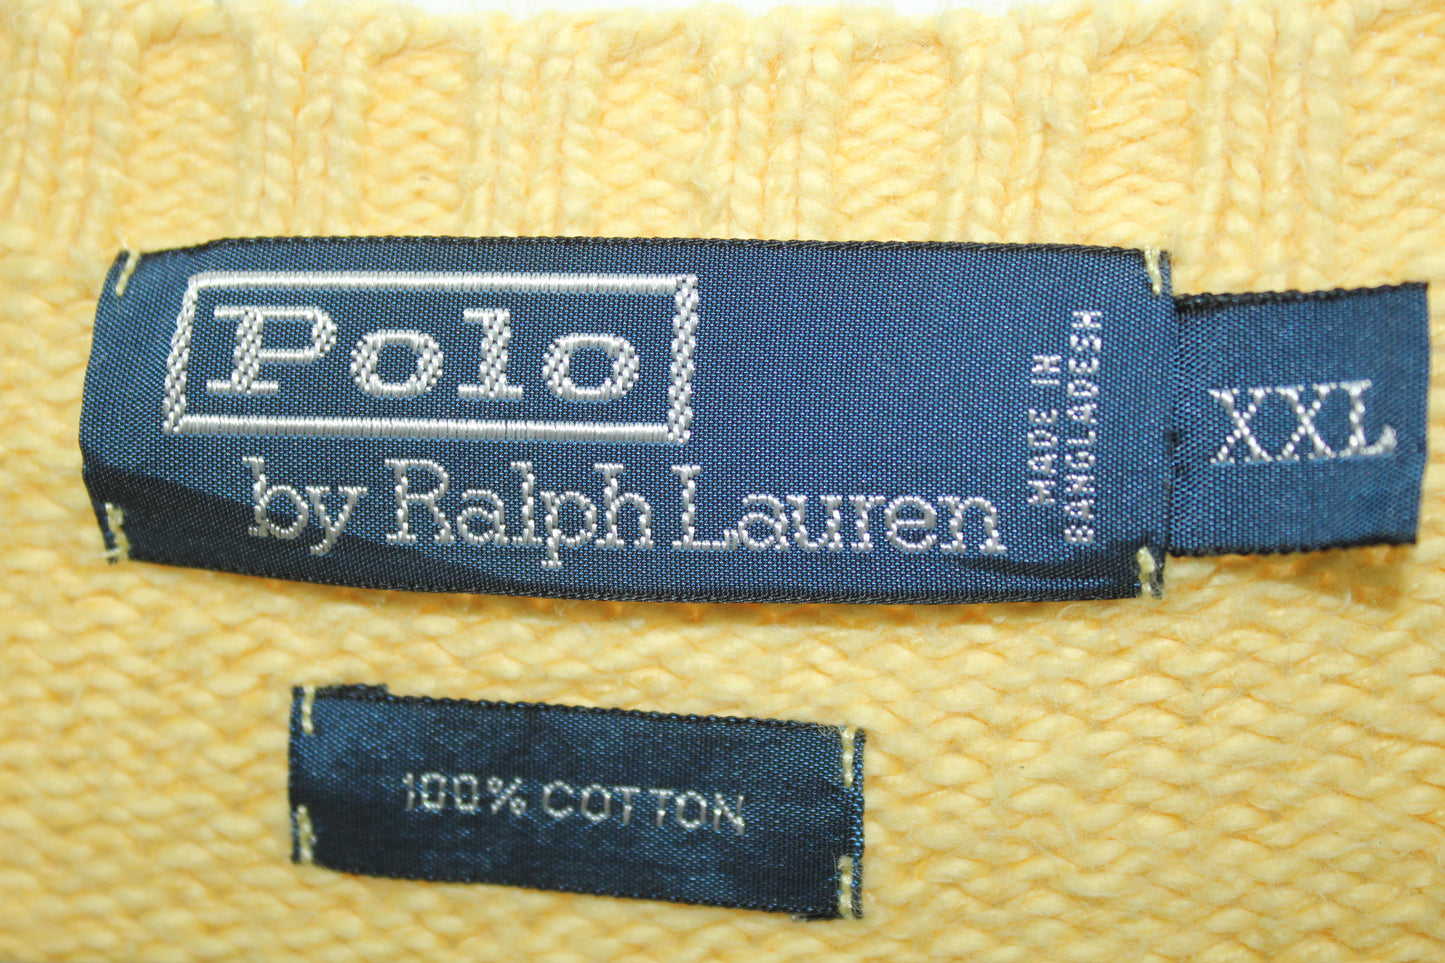 Polo
by Ralph Lauren
MADE IN
BANGLADESH
XXL
100% COTTON